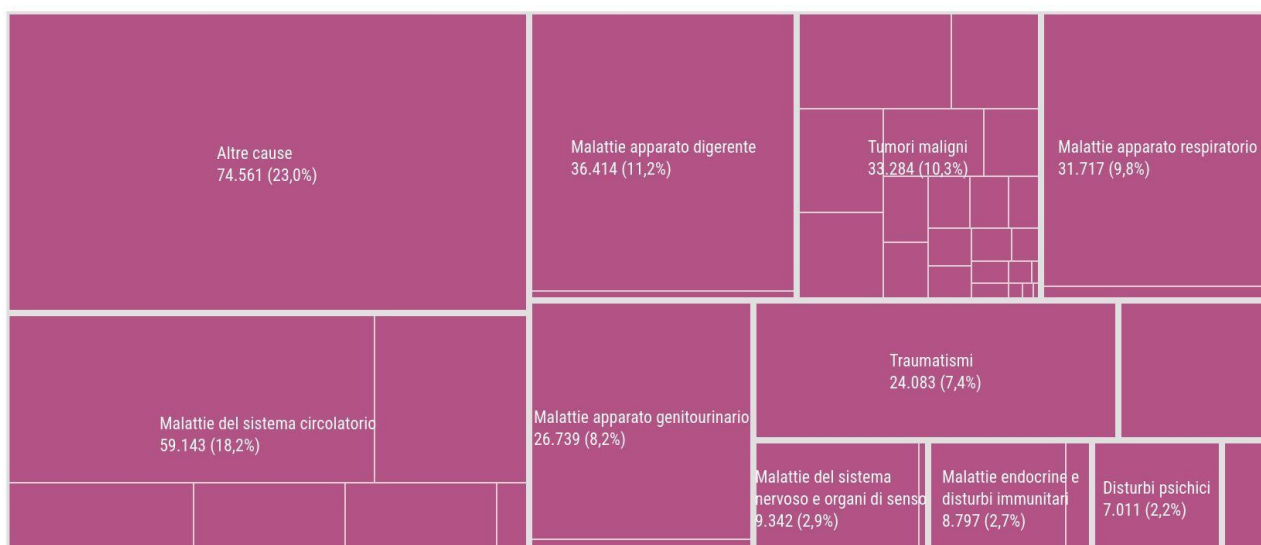 Altre cause
74.561 (23,0%)
Malattie apparato digerente
36.414 (11,2%)
Tumori maligni
33.284 (10,3%)
Malattie apparato respiratorio
31.717 (9,8%)
Malattie del sistema circolatorio
59.143 (18,2%)
Malattie apparato genitourinario
26.739 (8,2%)
Traumatismi
24.083 (7,4%)
Malattie del sistema
nervoso e organi di senso
9.342 (2,9%)
Malattie endocrine e
disturbi immunitari
8.797 (2,7%)
Disturbi psichici
7.011 (2,2%)